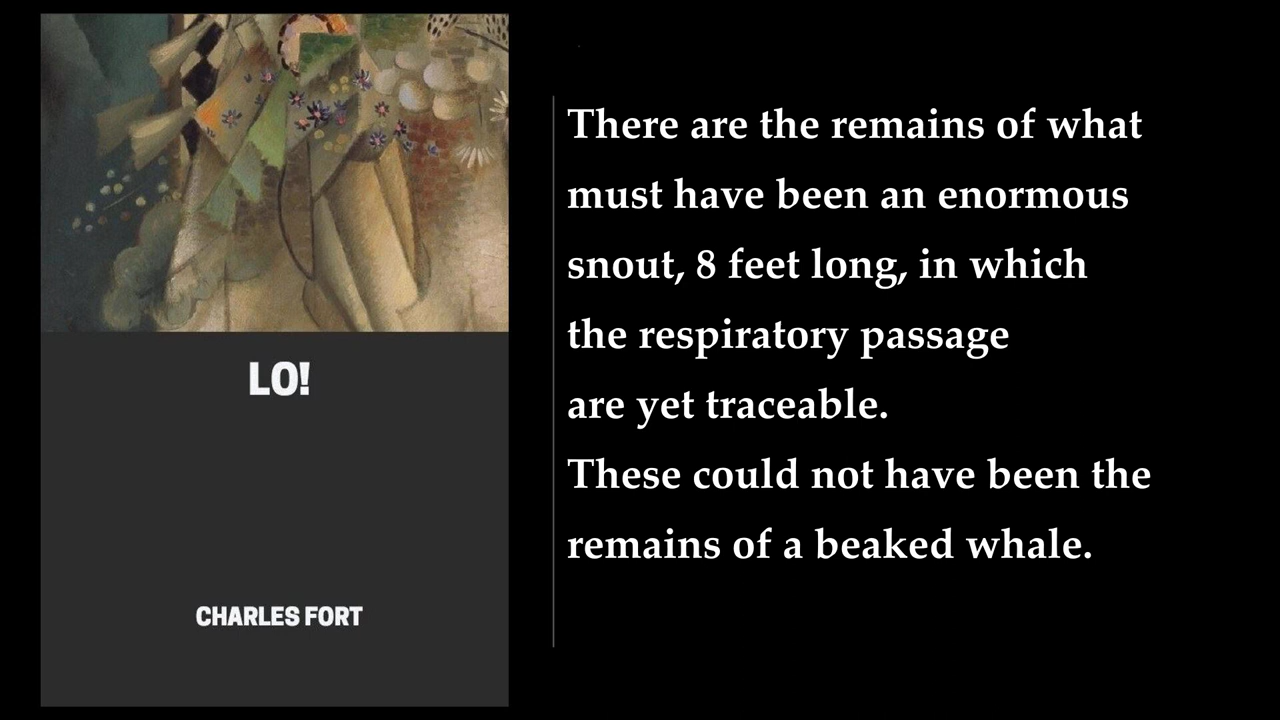 LO!
CHARLES FORT
There are the remains of what
must have been an enormous
snout, 8 feet long, in which
the respiratory passage
are yet traceable.
These could not have been the
remains of a beaked whale.